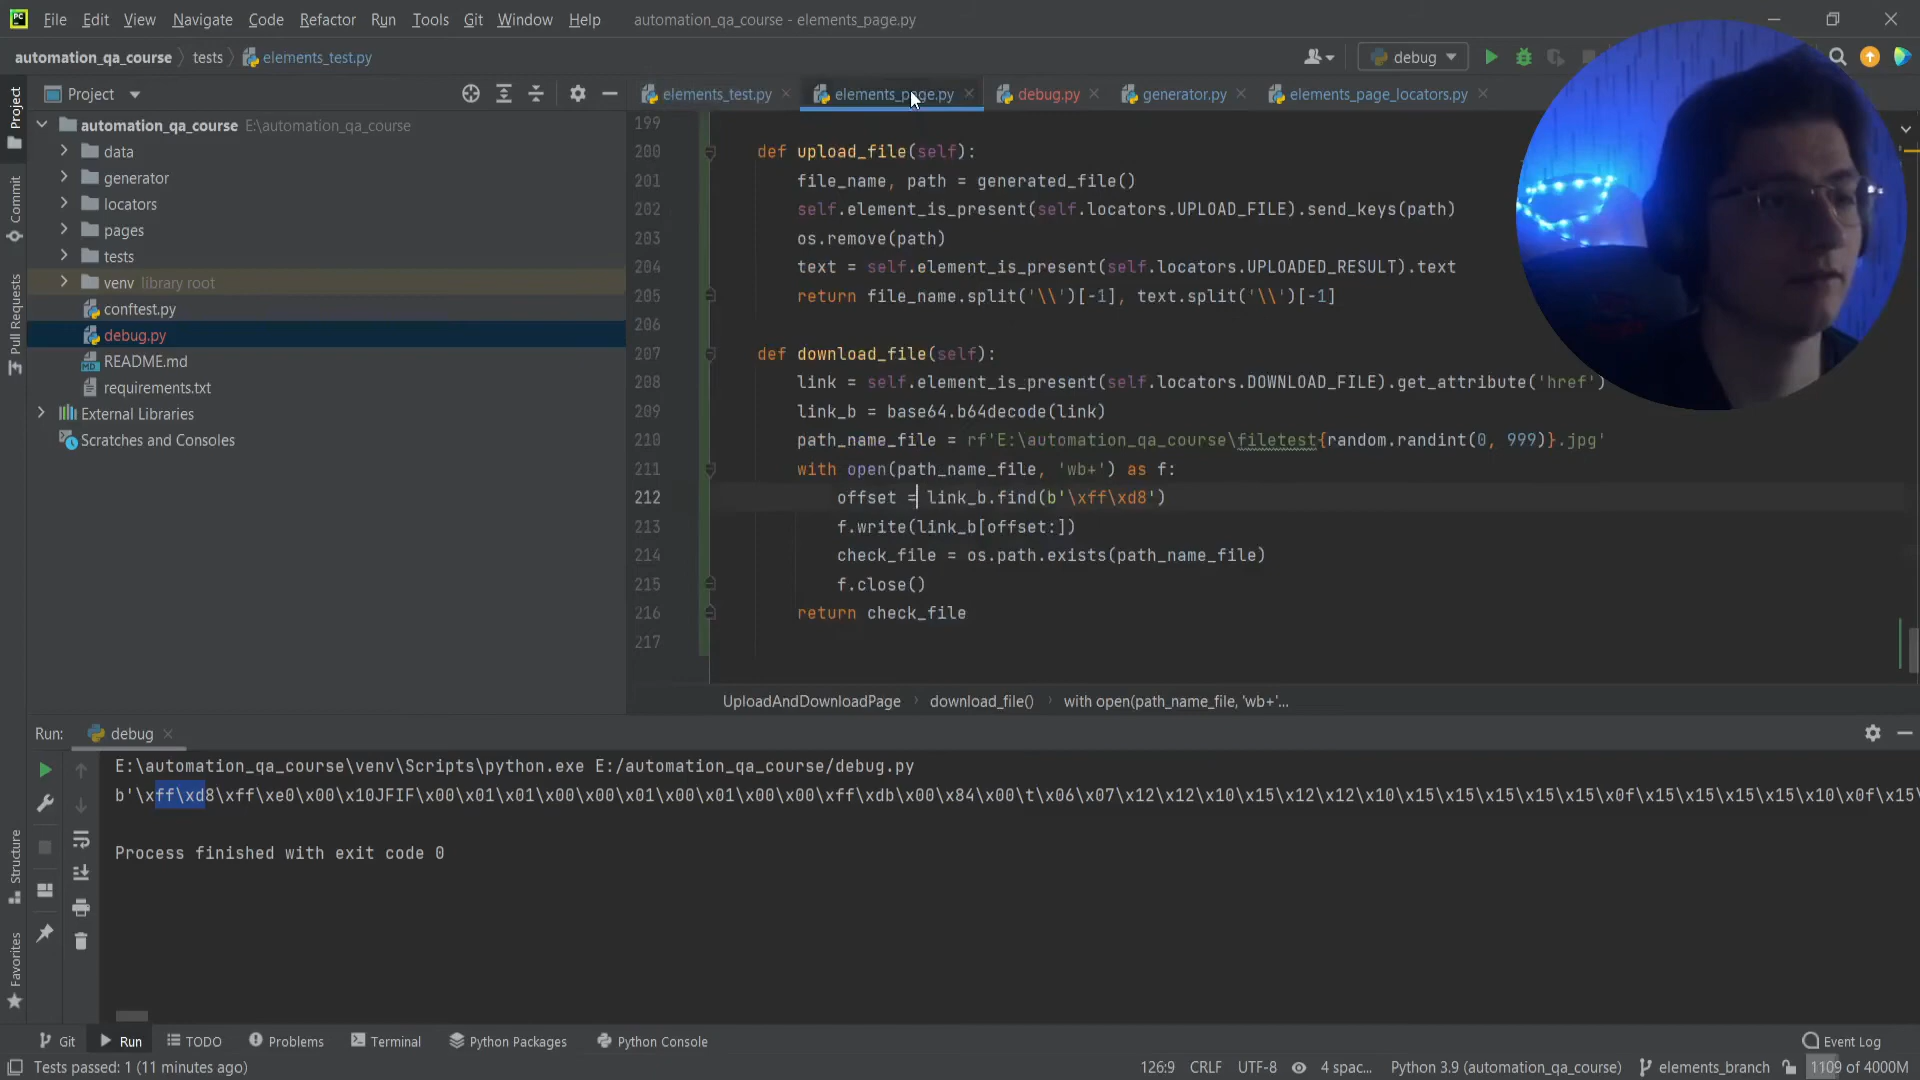 File Edit View Navigate Code Refactor Run Tools Git Window Help automation_qa_course - elements_page.py
automation_qa_course tests elements_test.py debug
Project elements_test.py elements_page.py debug.py generator.py elements_page_locators.py
automation_qa_course E:\automation_qa_course
data
generator
locators
pages
tests
venv library root
conftest.py
debug.py
README.md
requirements.txt
External Libraries
Scratches and Consoles
Project
Commit
Pull Requests
Structure
Favorites
199
200 def upload_file(self):
201 file_name, path = generated_file()
202 self.element_is_present(self.locators.UPLOAD_FILE).send_keys(path)
203 os.remove(path)
204 text = self.element_is_present(self.locators.UPLOADED_RESULT).text
205 return file_name.split('\\')[-1], text.split('\\')[-1]
206
207 def download_file(self):
208 link = self.element_is_present(self.locators.DOWNLOAD_FILE).get_attribute('href')
209 link_b = base64.b64decode(link)
210 path_name_file = rf'E:\automation_qa_course\filetest{random.randint(0, 999)}.jpg'
211 with open(path_name_file, 'wb+') as f:
212 offset = link_b.find(b'\xff\xd8')
213 f.write(link_b[offset:])
214 check_file = os.path.exists(path_name_file)
215 f.close()
216 return check_file
217
UploadAndDownloadPage download_file() with open(path_name_file, 'wb+'...
Run: debug
E:\automation_qa_course\venv\Scripts\python.exe E:/automation_qa_course/debug.py
b'\xff\xd8\xff\xe0\x00\x10JFIF\x00\x01\x01\x00\x00\x01\x00\x01\x00\x00\xff\xdb\x00\x84\x00\t\x06\x07\x12\x12\x10\x15\x12\x12\x10\x15\x15\x15\x15\x15\x0f\x15\x15\x15\x15\x10\x0f\x15\
Process finished with exit code 0
Git Run TODO Problems Terminal Python Packages Python Console Event Log
Tests passed: 1 (11 minutes ago) 126:9 CRLF UTF-8 4 spac... Python 3.9 (automation_qa_course) elements_branch 1109 of 4000M